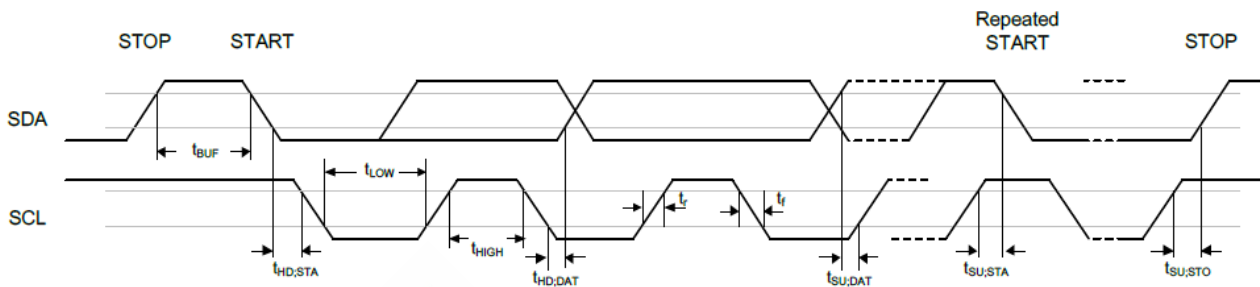 Repeated
STOP START START STOP
SDA
tBUF
tLOW
SCL
tr tf
tHIGH
tHD;STA tHD;DAT tSU;DAT tSU;STA tSU;STO